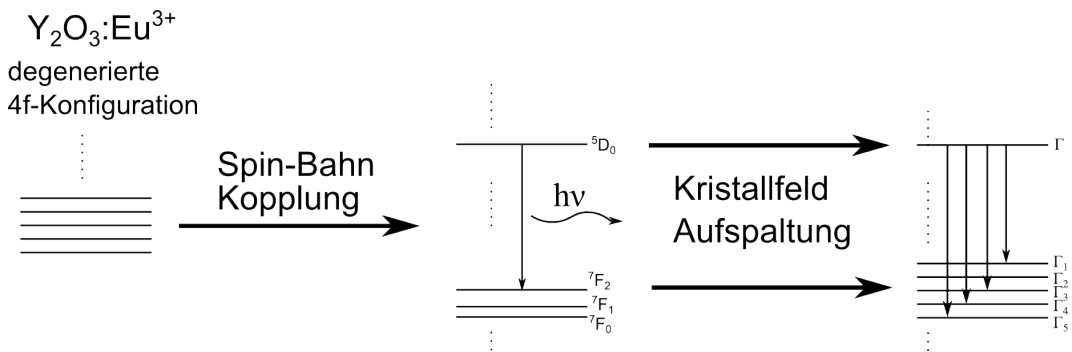 Y₂O₃:Eu³⁺
degenerierte
4f-Konfiguration
Spin-Bahn
Kopplung
⁵D₀
hν
⁷F₂
⁷F₁
⁷F₀
Kristallfeld
Aufspaltung
Γ
Γ₁
Γ₂
Γ₃
Γ₄
Γ₅